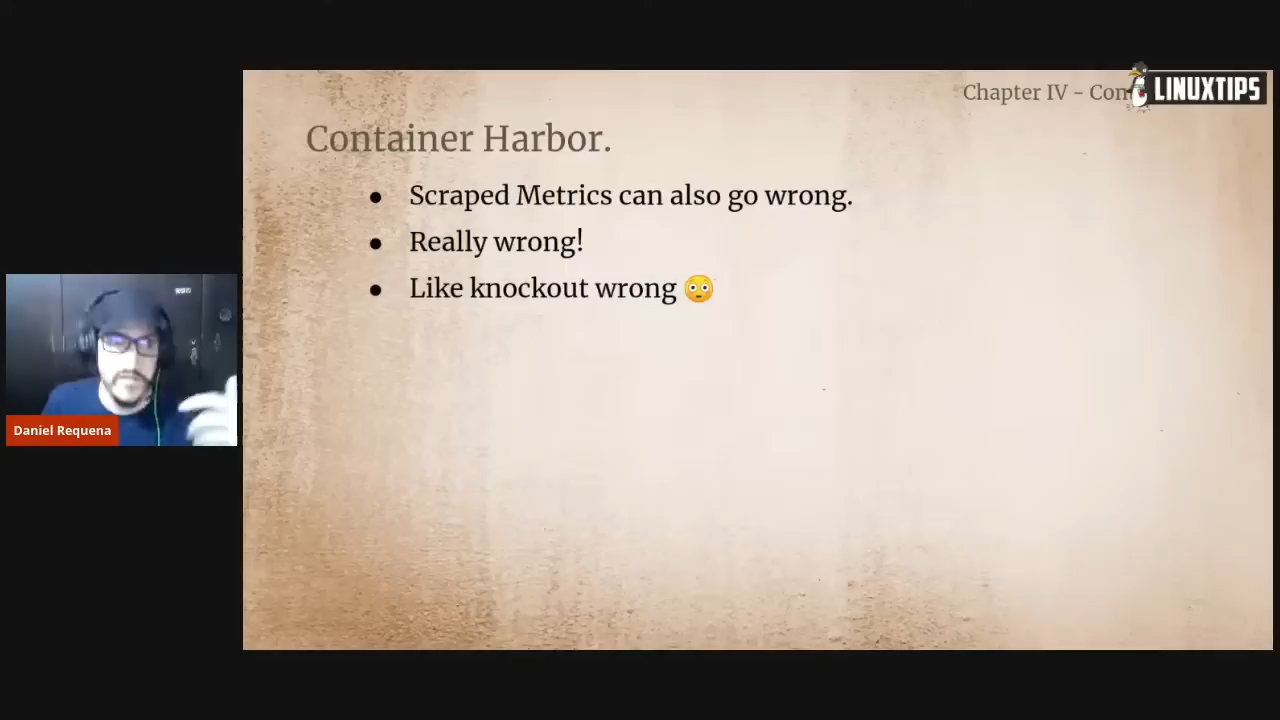 Chapter IV - Con
LINUXTIPS
Container Harbor.
● Scraped Metrics can also go wrong.
● Really wrong!
● Like knockout wrong 😳
Daniel Requena